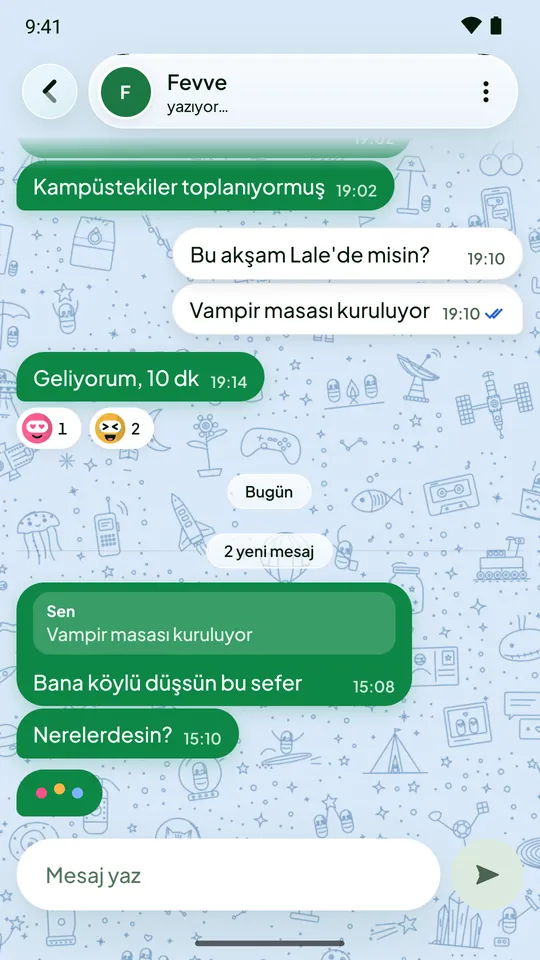 9:41
F
Fevve
yazıyor...
19:02
Kampüstekiler toplanıyormuş 19:02
Bu akşam Lale'de misin? 19:10
Vampir masası kuruluyor 19:10
Geliyorum, 10 dk 19:14
1 2
Bugün
2 yeni mesaj
Sen
Vampir masası kuruluyor
Bana köylü düşsün bu sefer 15:08
Nerelerdesin? 15:10
Mesaj yaz